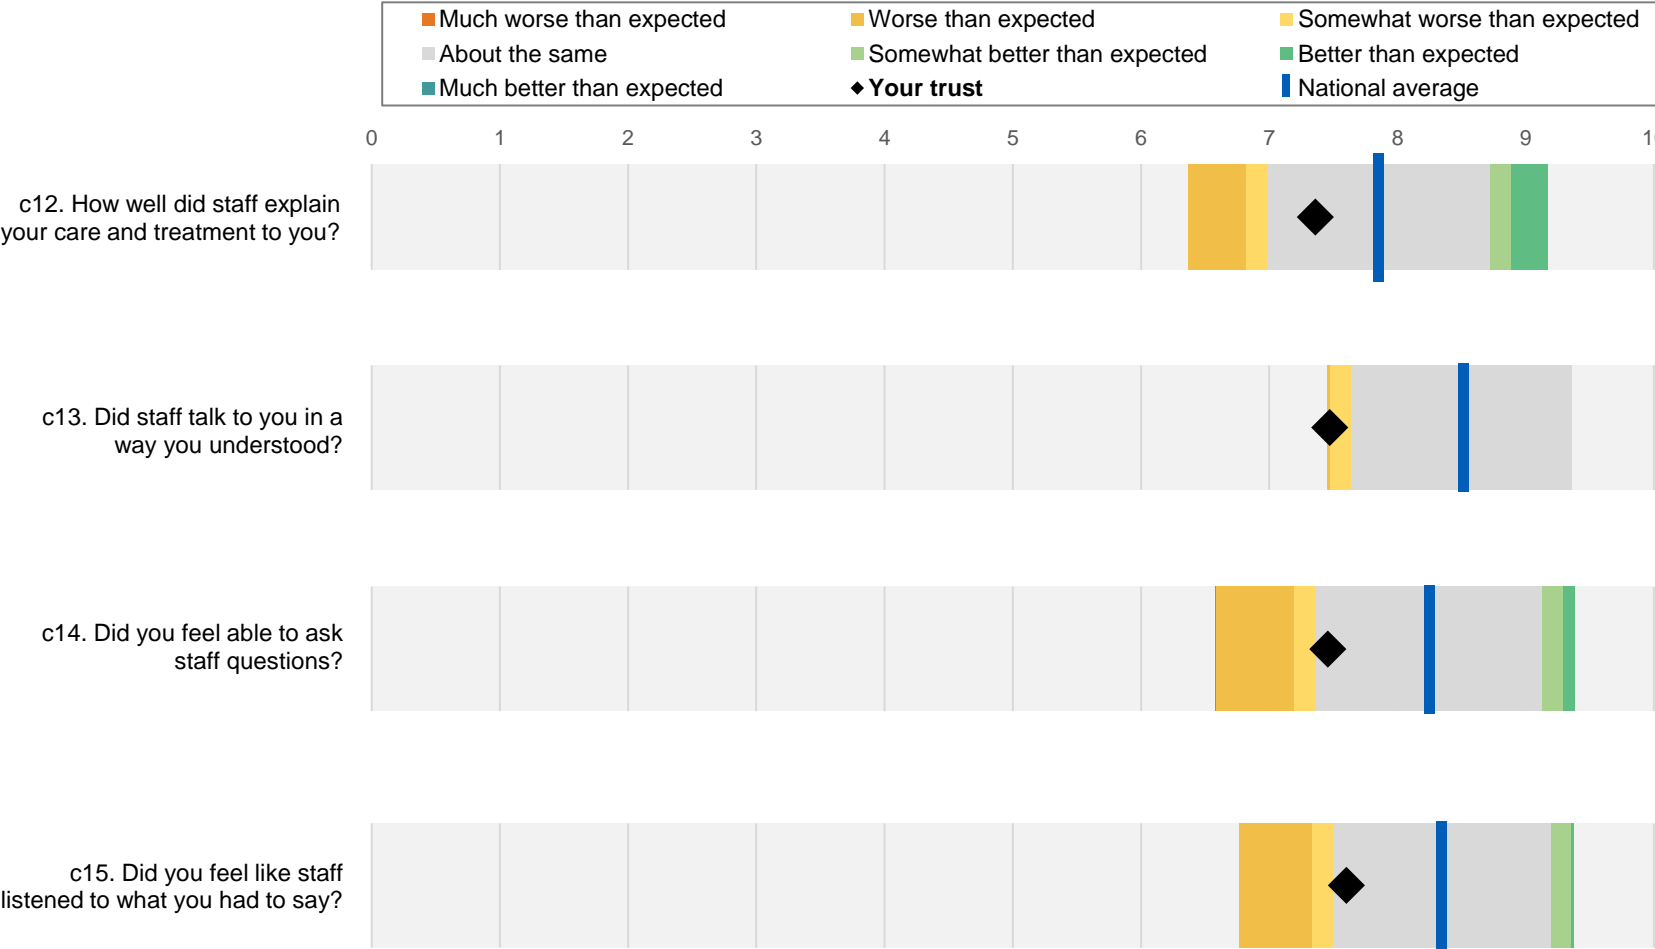 Much worse than expected
Worse than expected
Somewhat worse than expected
About the same
Somewhat better than expected
Better than expected
Much better than expected
Your trust
National average
0 1 2 3 4 5 6 7 8 9
c12. How well did staff explain
your care and treatment to you?
c13. Did staff talk to you in a
way you understood?
c14. Did you feel able to ask
staff questions?
c15. Did you feel like staff
listened to what you had to say?